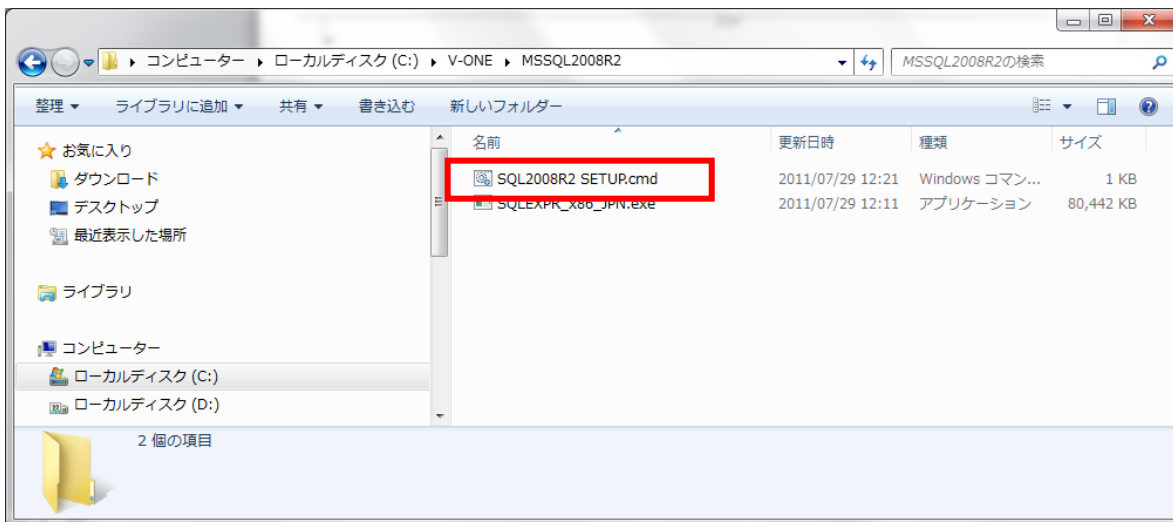 コンピューター ▸ ローカルディスク (C:) ▸ V-ONE ▸ MSSQL2008R2
MSSQL2008R2の検索
整理 ライブラリに追加 共有 書き込む 新しいフォルダー
お気に入り
ダウンロード
デスクトップ
最近表示した場所
ライブラリ
コンピューター
ローカルディスク (C:)
ローカルディスク (D:)
名前 更新日時 種類 サイズ
SQL2008R2 SETUP.cmd 2011/07/29 12:21 Windows コマン... 1 KB
SQLEXPR_x86_JPN.exe 2011/07/29 12:11 アプリケーション 80,442 KB
2 個の項目